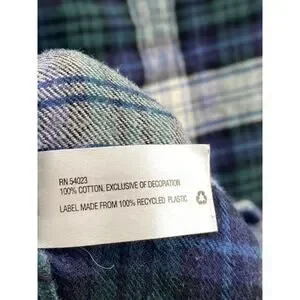 RN 54023
100% COTTON, EXCLUSIVE OF DECORATION
LABEL MADE FROM 100% RECYCLED PLASTIC